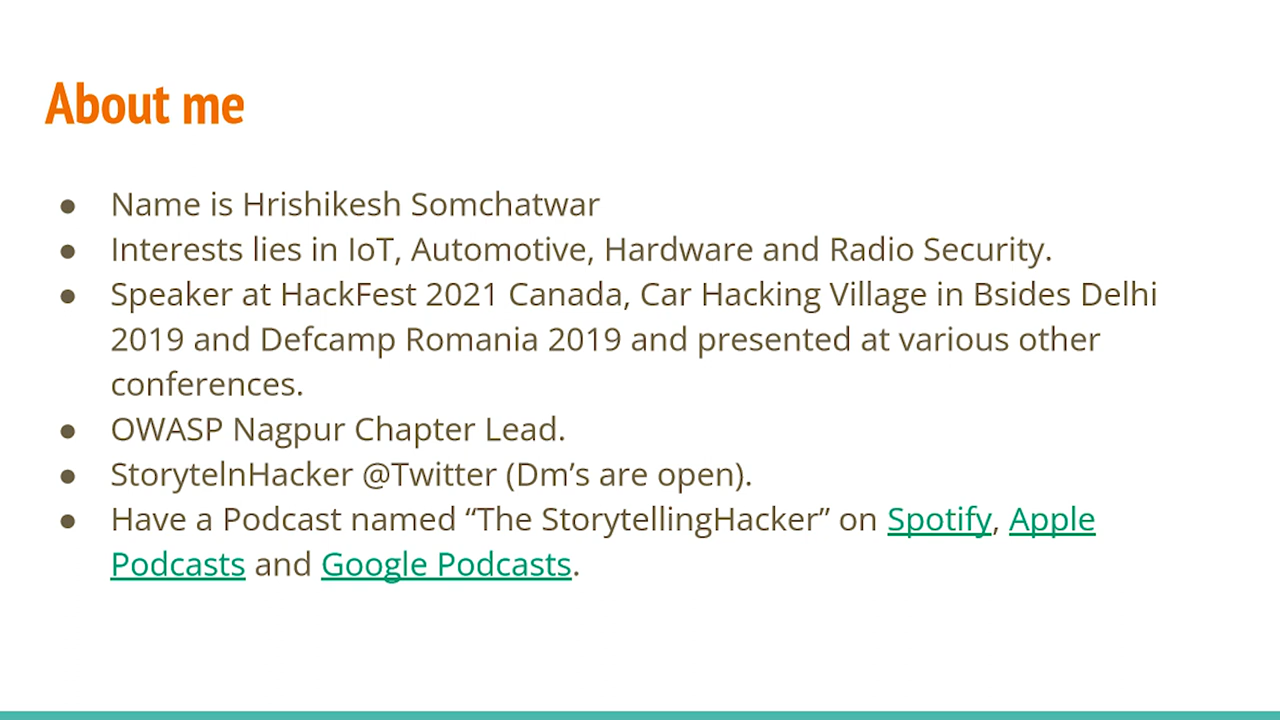 About me
● Name is Hrishikesh Somchatwar
● Interests lies in IoT, Automotive, Hardware and Radio Security.
● Speaker at HackFest 2021 Canada, Car Hacking Village in Bsides Delhi
2019 and Defcamp Romania 2019 and presented at various other
conferences.
● OWASP Nagpur Chapter Lead.
● StorytelnHacker @Twitter (Dm’s are open).
● Have a Podcast named “The StorytellingHacker” on Spotify, Apple
Podcasts and Google Podcasts.